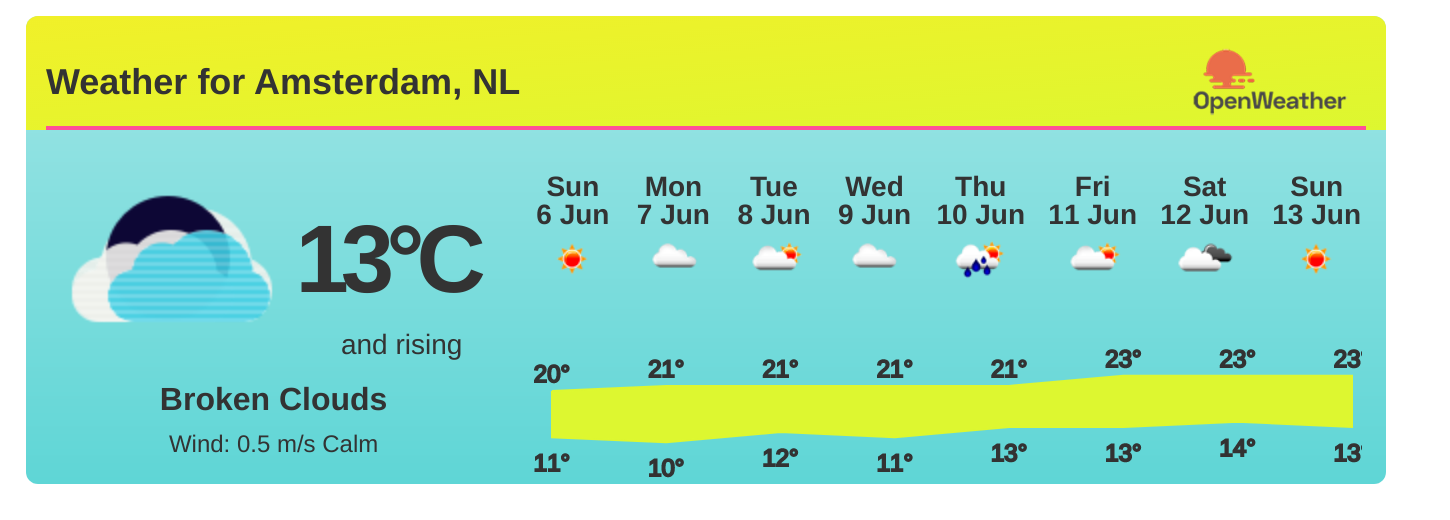 Weather for Amsterdam, NL
OpenWeather
Sun Mon Tue Wed Thu Fri Sat Sun
6 Jun 7 Jun 8 Jun 9 Jun 10 Jun 11 Jun 12 Jun 13 Jun
13°C
and rising
20° 21° 21° 21° 21° 23° 23° 23°
Broken Clouds
Wind: 0.5 m/s Calm
11° 10° 12° 11° 13° 13° 14° 13°